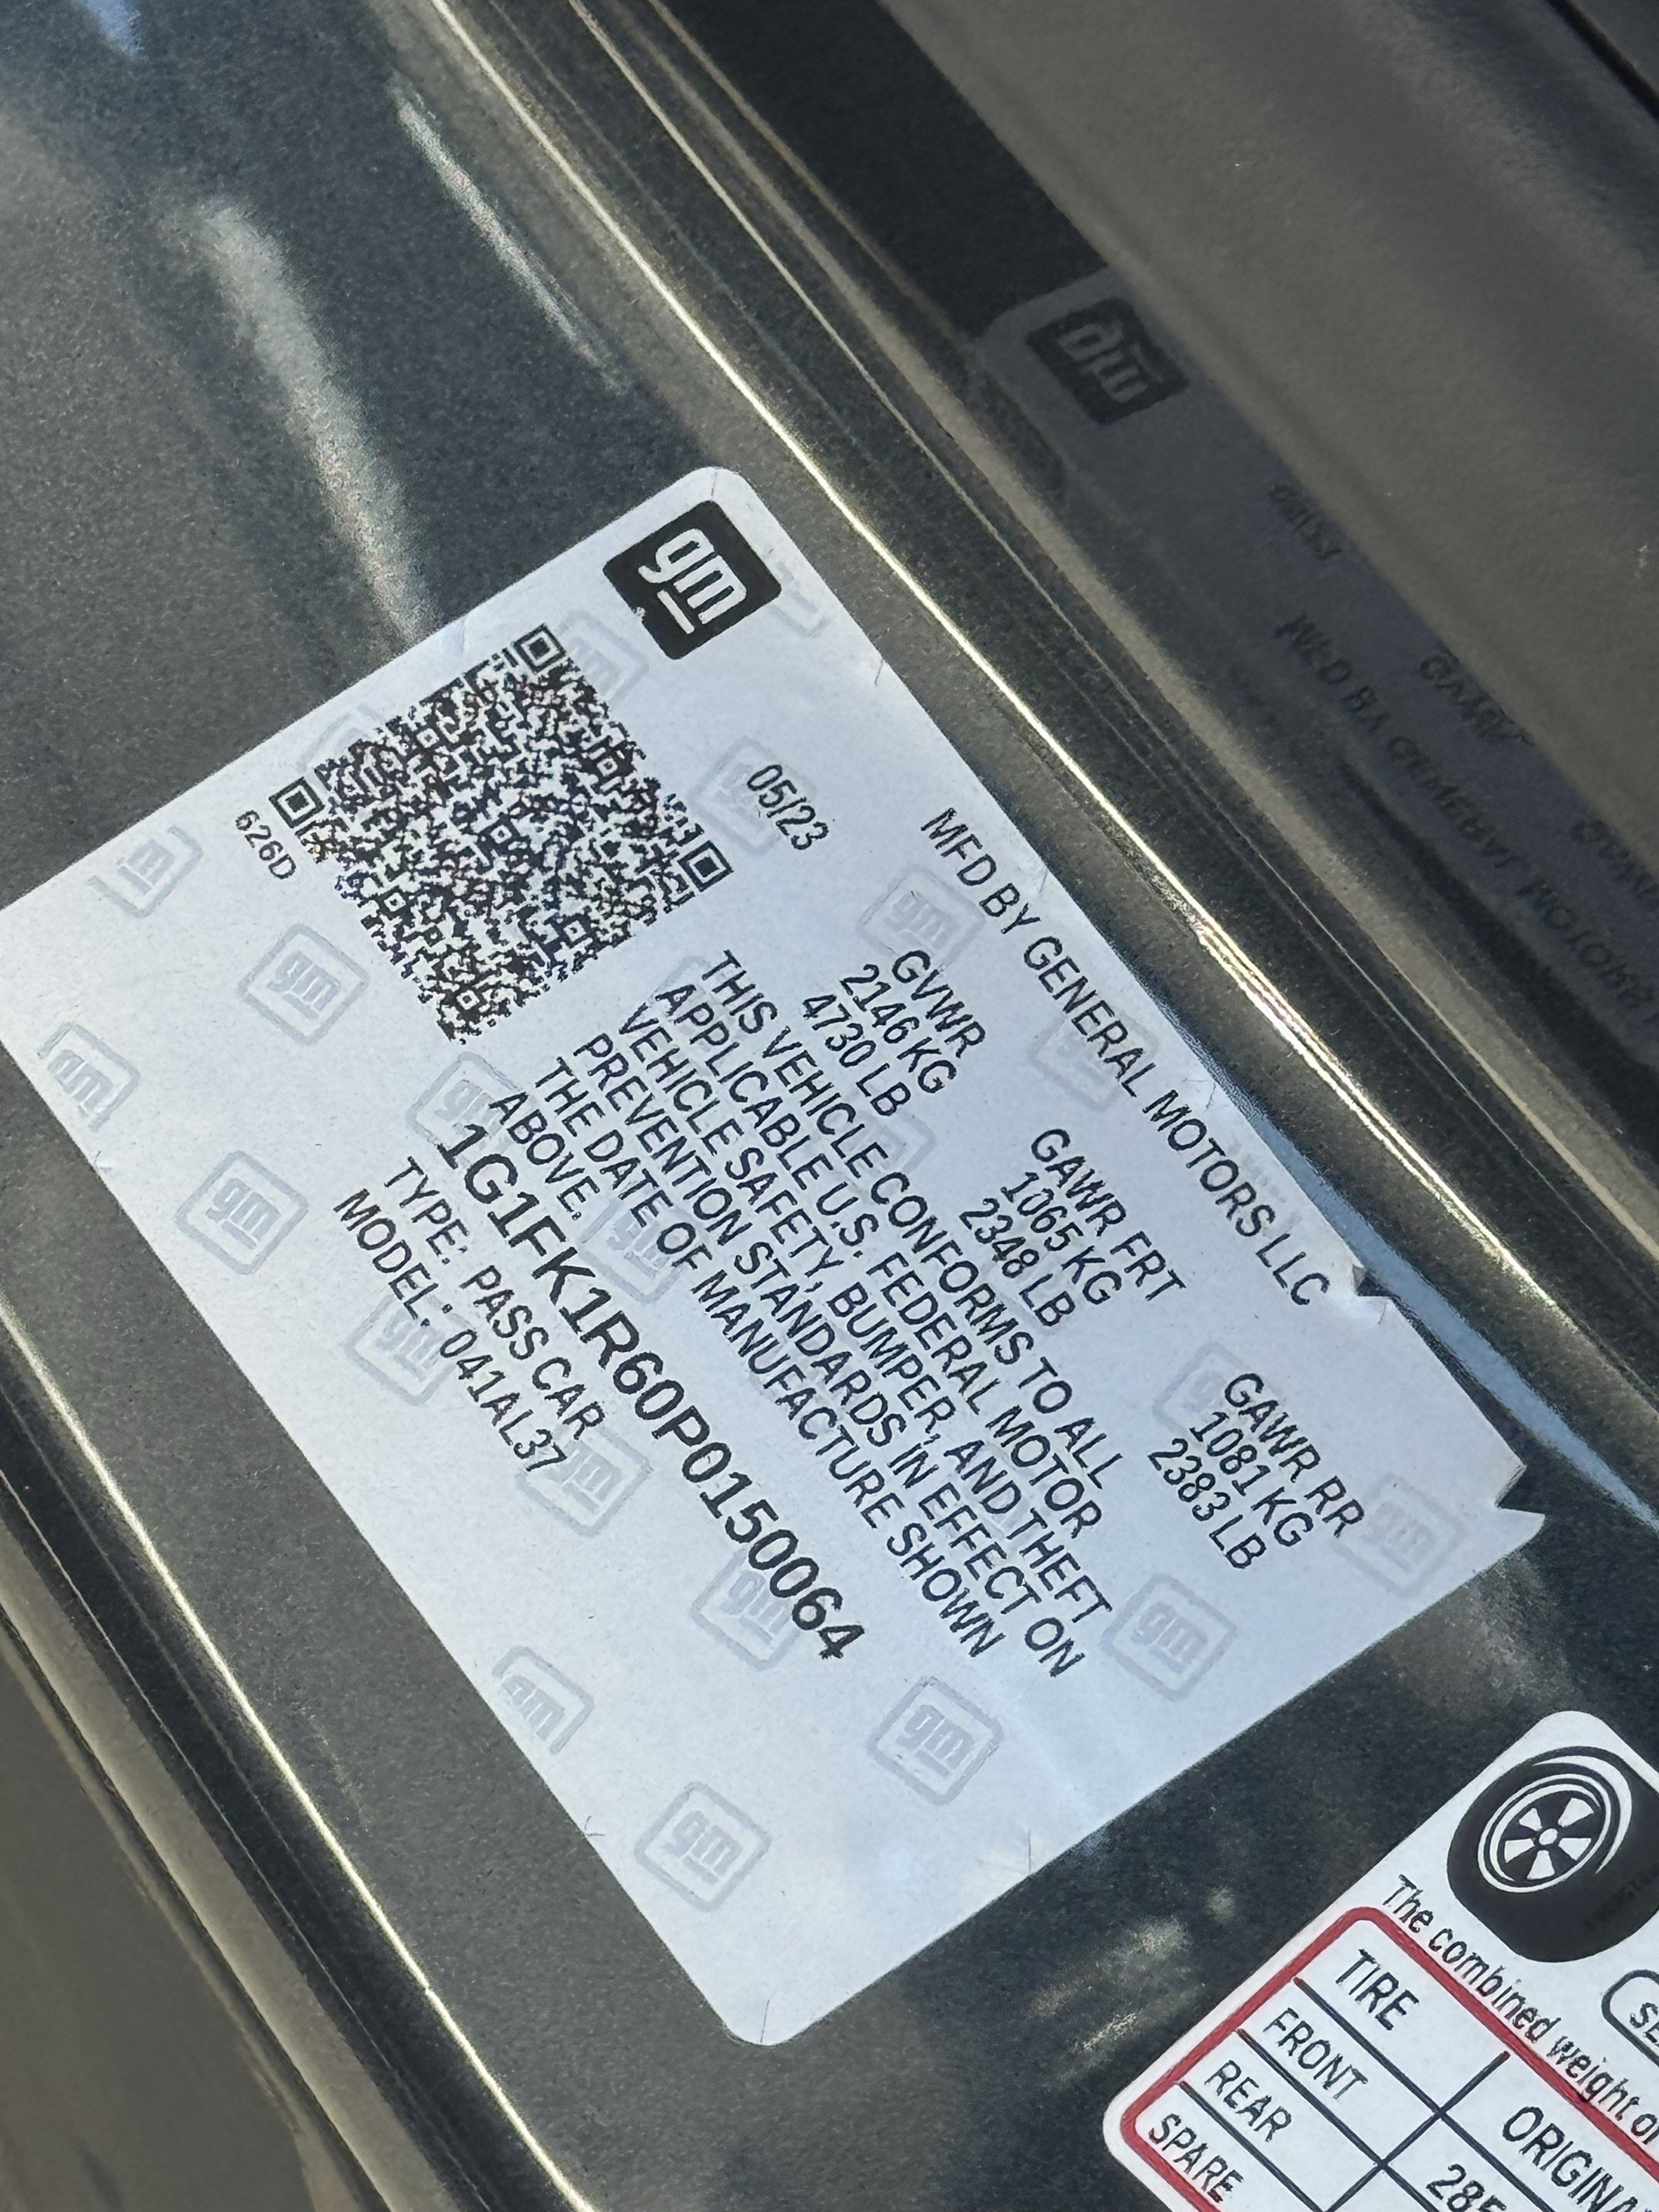 gm
MFD BY GENERAL MOTORS LLC
05/23
GVWR
2146 KG
4730 LB
GAWR FRT
1065 KG
2348 LB
GAWR RR
1081 KG
2383 LB
THIS VEHICLE CONFORMS TO ALL
APPLICABLE U.S. FEDERAL MOTOR
VEHICLE SAFETY, BUMPER, AND THEFT
PREVENTION STANDARDS IN EFFECT ON
THE DATE OF MANUFACTURE SHOWN
ABOVE.
1G1FK1R60P0150064
TYPE: PASS CAR
MODEL: 041AL37
626D
The combined weight of
TIRE
FRONT
REAR
SPARE